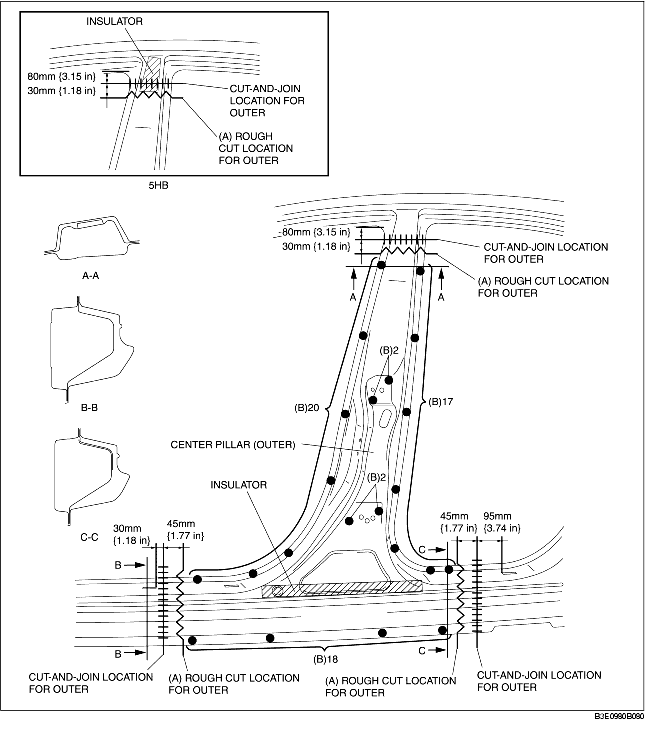 INSULATOR
80mm {3.15 in}
30mm {1.18 in}
CUT-AND-JOIN
LOCATION FOR
OUTER
(A) ROUGH
CUT LOCATION
FOR OUTER
5HB
80mm {3.15 in}
30mm {1.18 in}
CUT-AND-JOIN LOCATION
FOR OUTER
(A) ROUGH CUT LOCATION
FOR OUTER
A
A
A-A
(B)2
B-B
(B)20
(B)17
CENTER PILLAR (OUTER)
(B)2
INSULATOR
C-C
30mm
{1.18 in}
45mm
{1.77 in}
45mm
{1.77 in}
95mm
{3.74 in}
B
C
B
C
(B)18
CUT-AND-JOIN LOCATION
FOR OUTER
(A) ROUGH CUT LOCATION
FOR OUTER
(A) ROUGH CUT LOCATION
FOR OUTER
CUT-AND-JOIN LOCATION
FOR OUTER
B3E0980B080